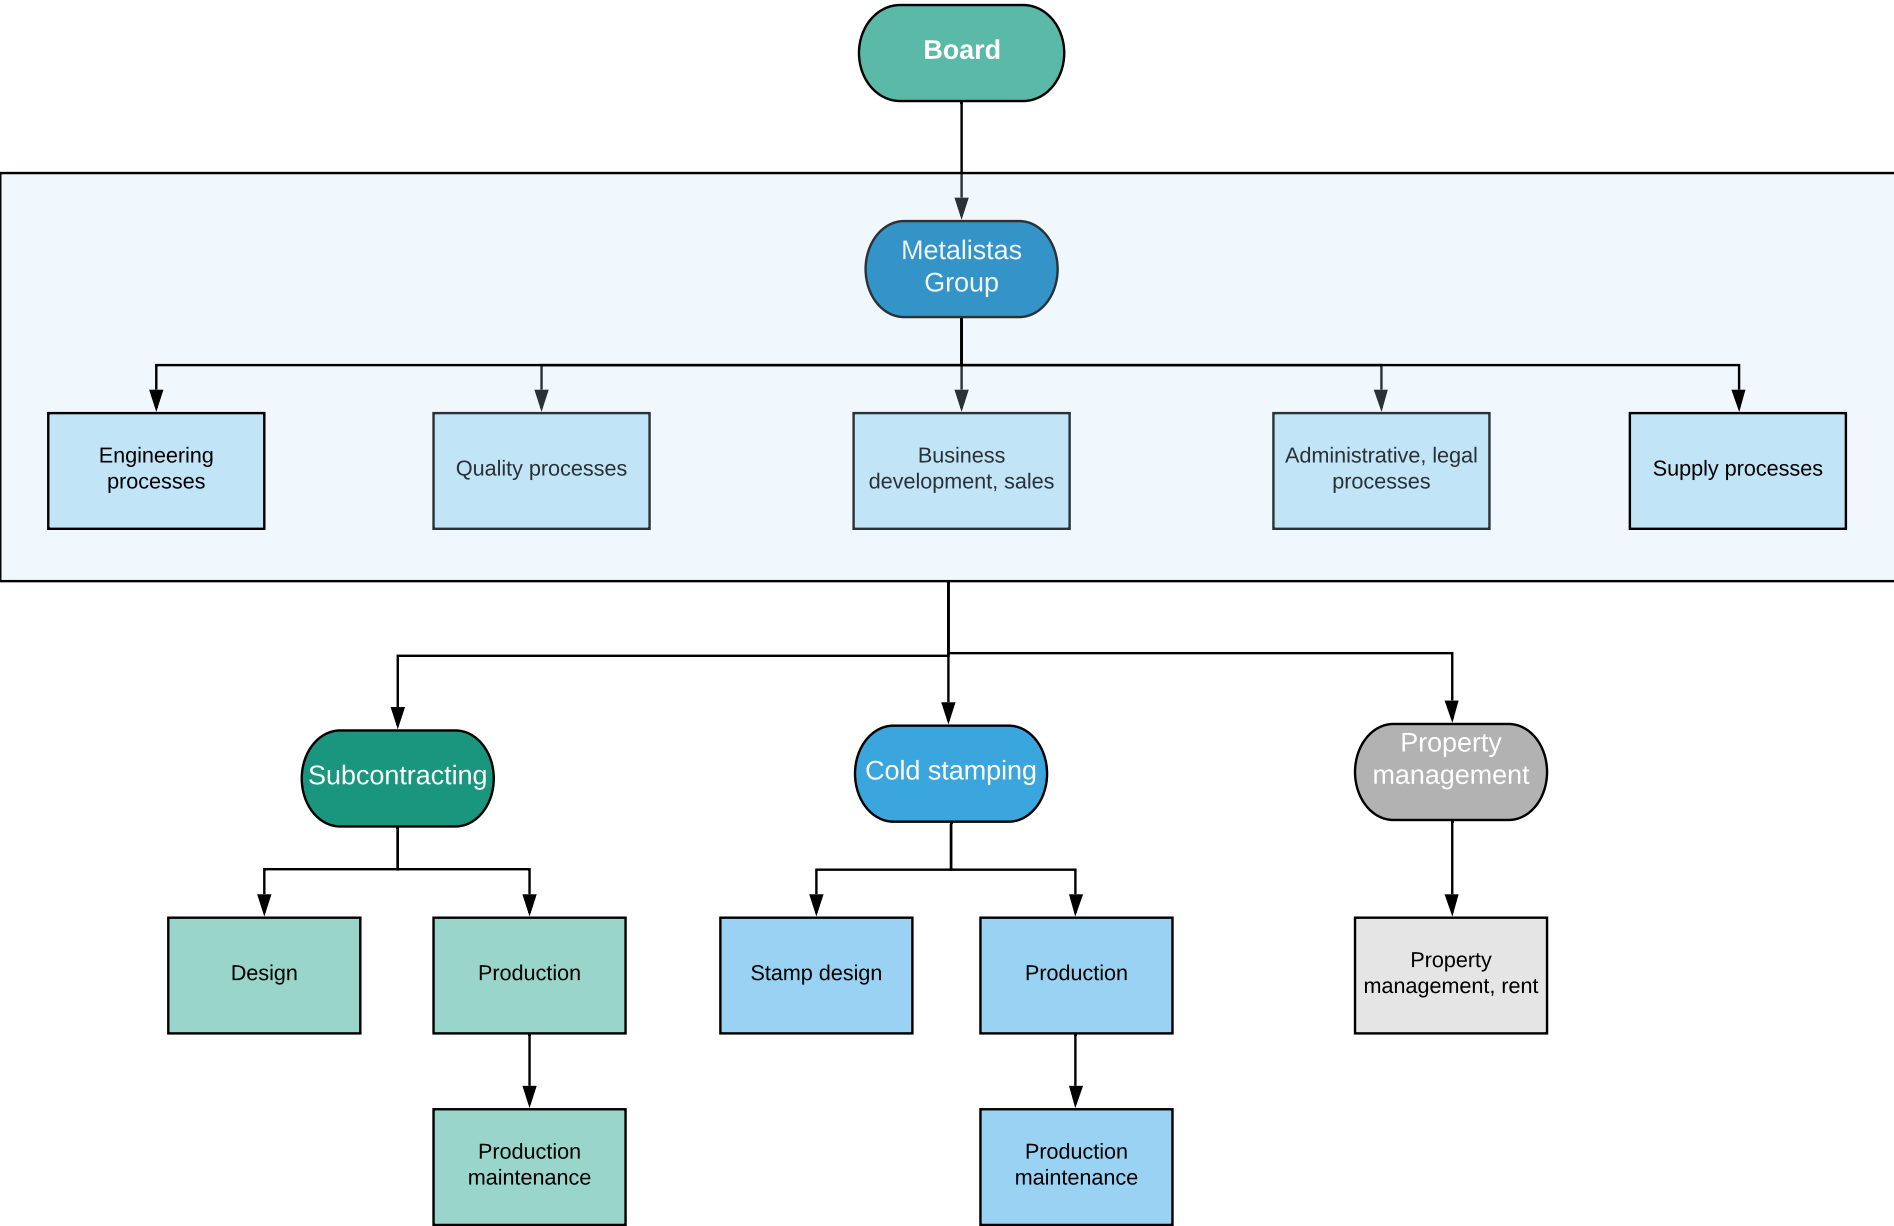 Board
Metalistas
Group
Engineering
processes
Quality processes
Business
development, sales
Administrative, legal
processes
Supply processes
Subcontracting
Cold stamping
Property
management
Design
Production
Stamp design
Production
Property
management, rent
Production
maintenance
Production
maintenance